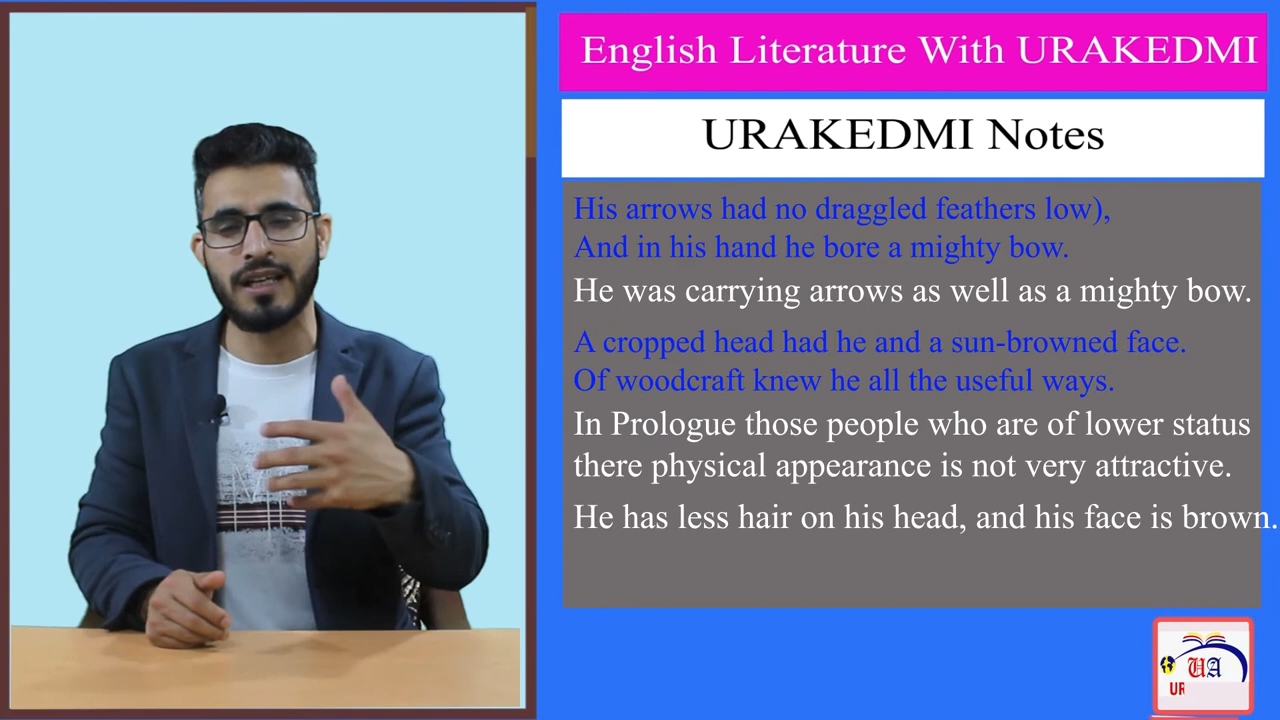 English Literature With URAKEDMI
URAKEDMI Notes
His arrows had no draggled feathers low),
And in his hand he bore a mighty bow.
He was carrying arrows as well as a mighty bow.
A cropped head had he and a sun-browned face.
Of woodcraft knew he all the useful ways.
In Prologue those people who are of lower status
there physical appearance is not very attractive.
He has less hair on his head, and his face is brown.
UA
UR